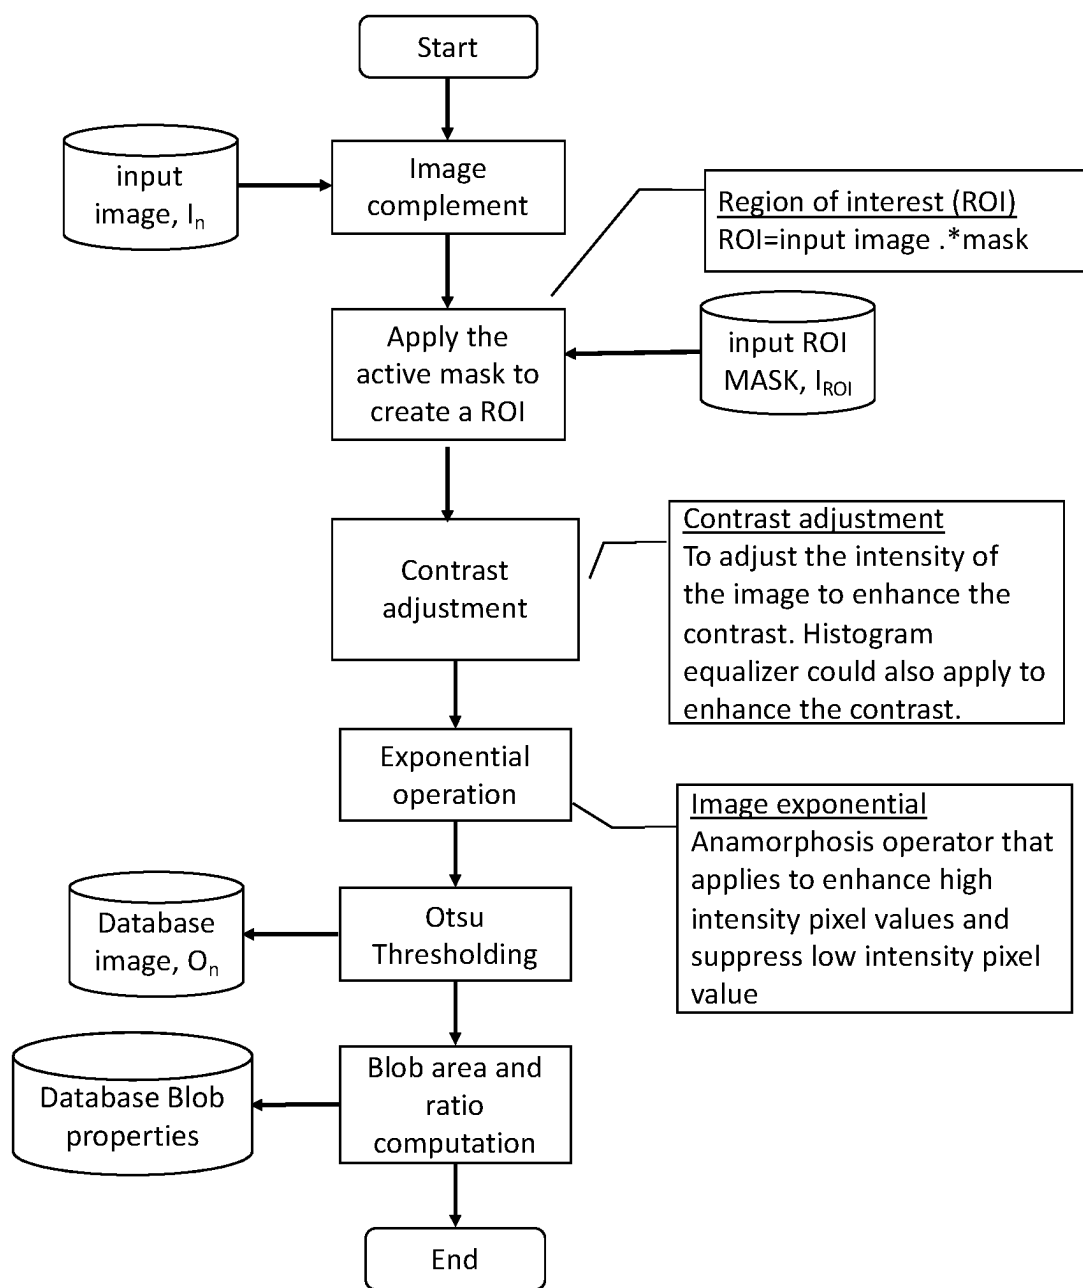 Start
input
image, Iₙ
Image
complement
Region of interest (ROI)
ROI=input image .*mask
Apply the
active mask to
create a ROI
input ROI
MASK, I_ROI
Contrast
adjustment
Contrast adjustment
To adjust the intensity of
the image to enhance the
contrast. Histogram
equalizer could also apply to
enhance the contrast.
Exponential
operation
Image exponential
Anamorphosis operator that
applies to enhance high
intensity pixel values and
suppress low intensity pixel
value
Otsu
Thresholding
Database
image, Oₙ
Blob area and
ratio
computation
Database Blob
properties
End